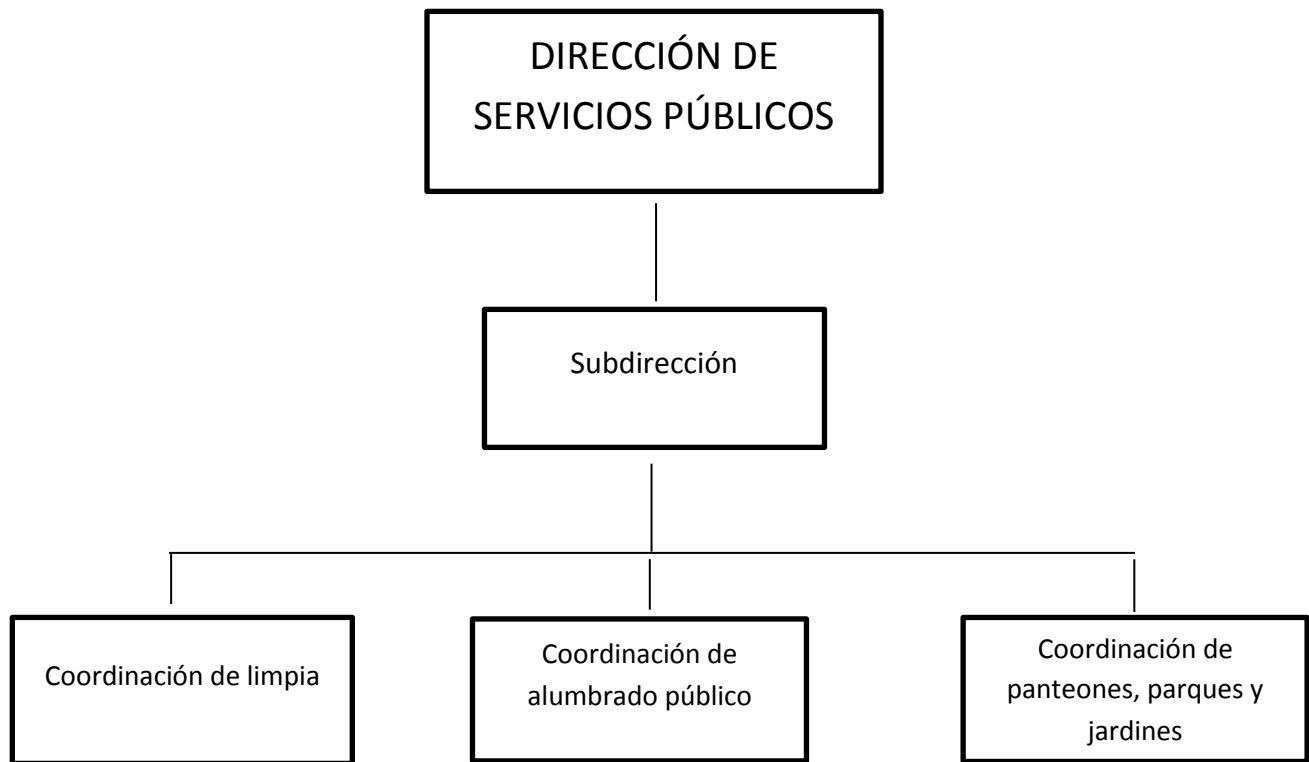 DIRECCIÓN DE
SERVICIOS PÚBLICOS
Subdirección
Coordinación de limpia
Coordinación de
alumbrado público
Coordinación de
panteones, parques y
jardines